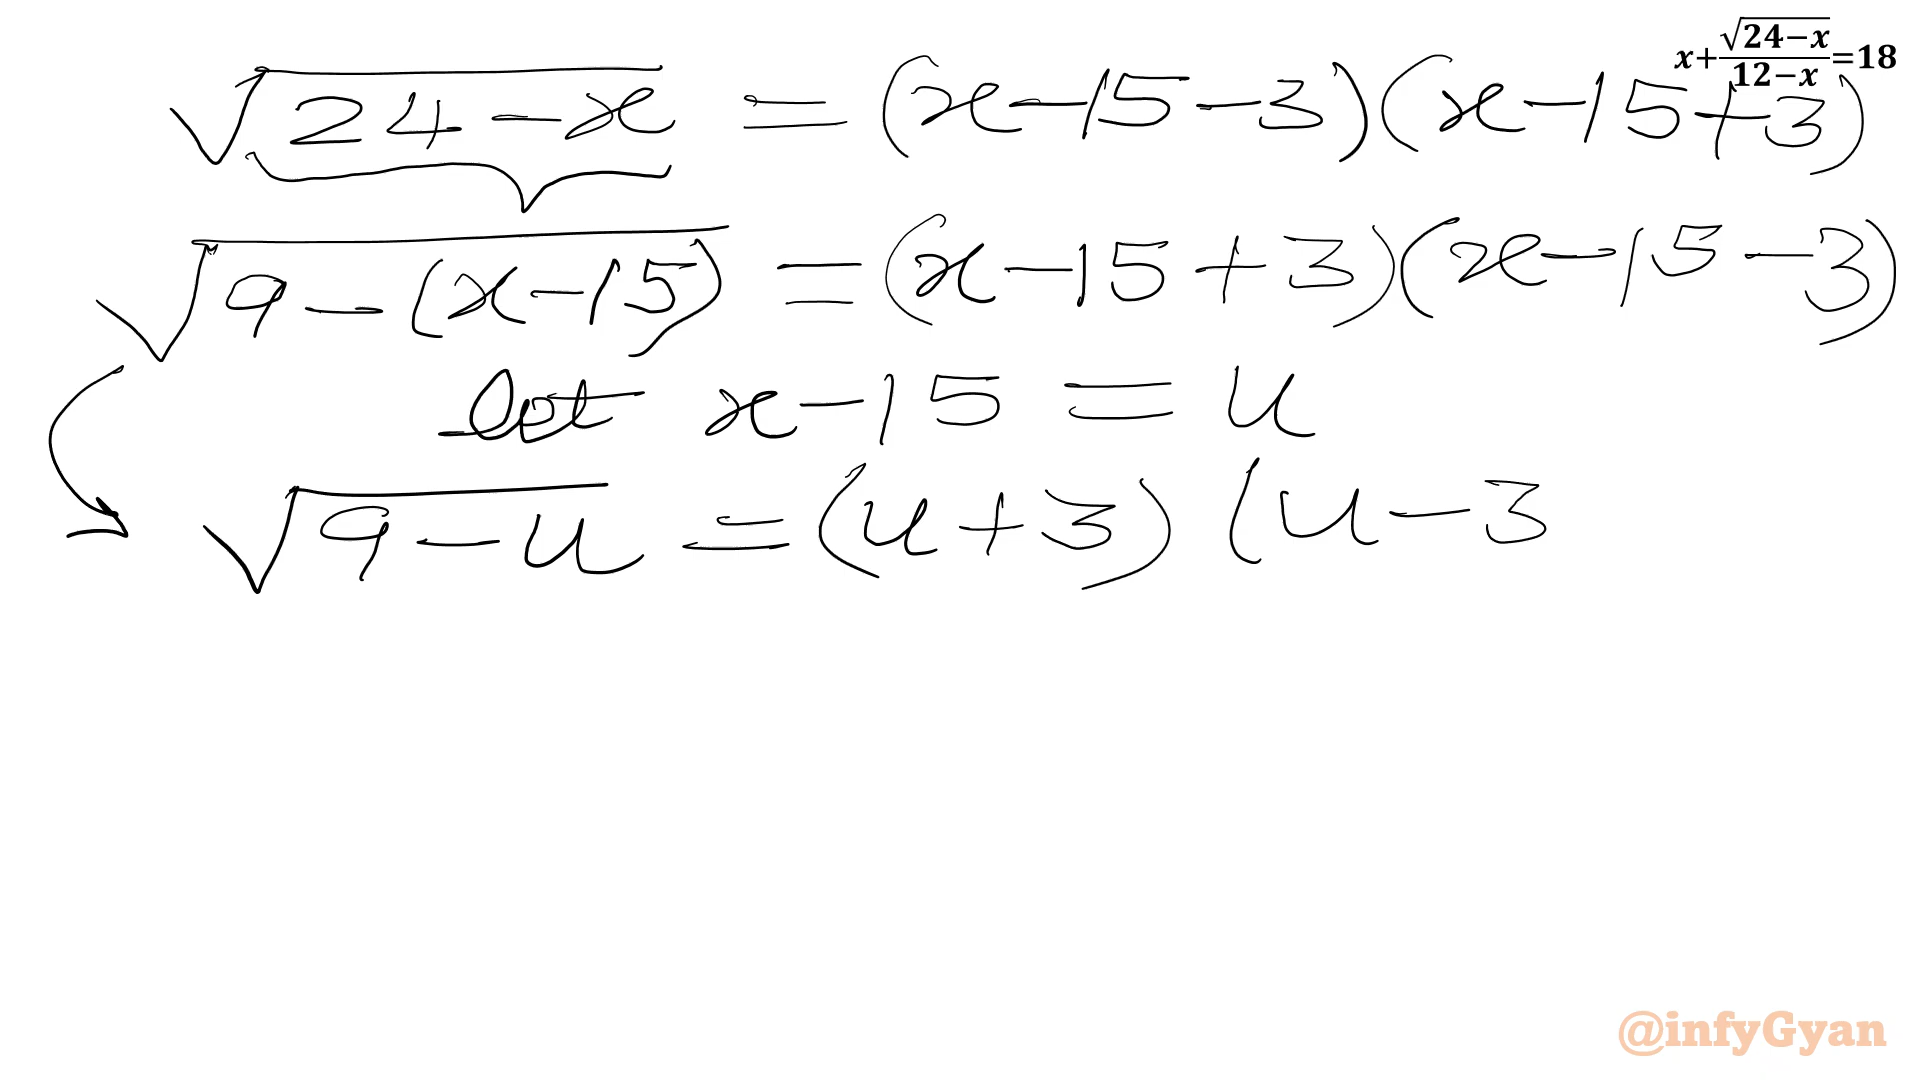 x+√(24−x)/(12−x)=18
√(24−x) = (x−15−3)(x−15+3)
√(9−(x−15)) = (x−15+3)(x−15−3)
let x−15 = u
√(9−u) = (u+3) (u−3
@infyGyan